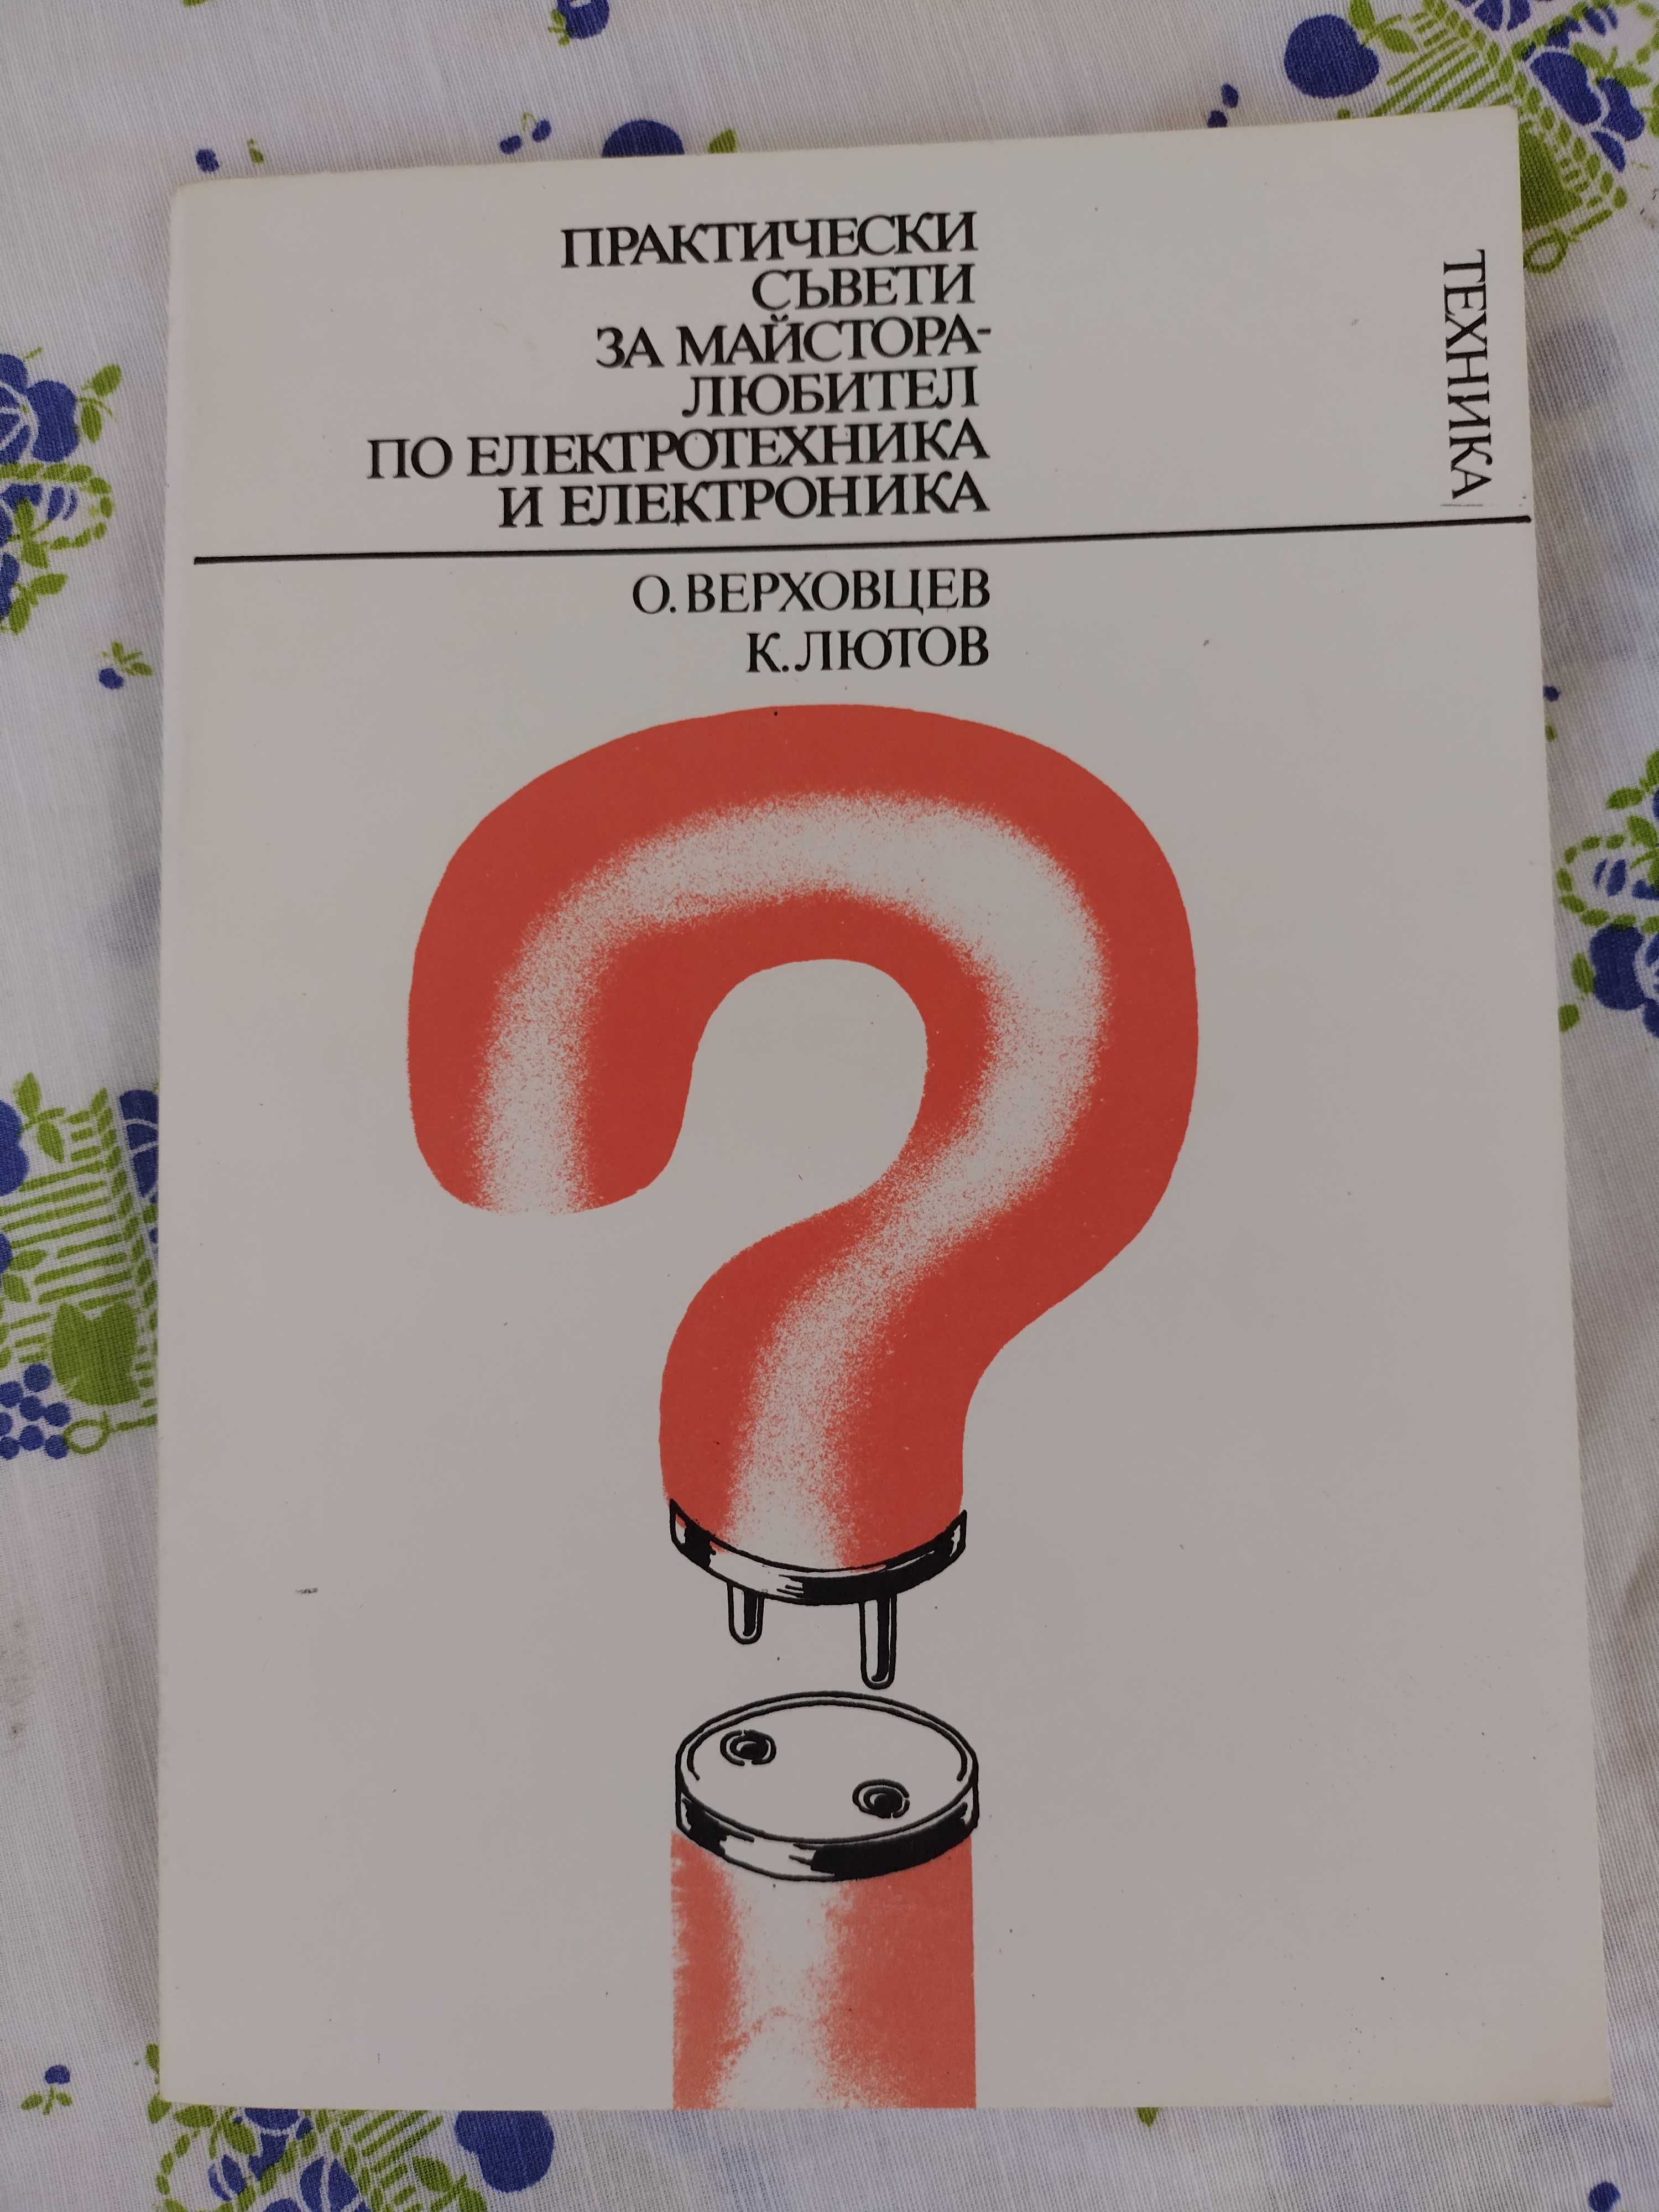 ПРАКТИЧЕСКИ
СЪВЕТИ
ЗА МАЙСТОРА-
ЛЮБИТЕЛ
ПО ЕЛЕКТРОТЕХНИКА
И ЕЛЕКТРОНИКА
ТЕХНИКА
О. ВЕРХОВЦЕВ
К. ЛЮТОВ